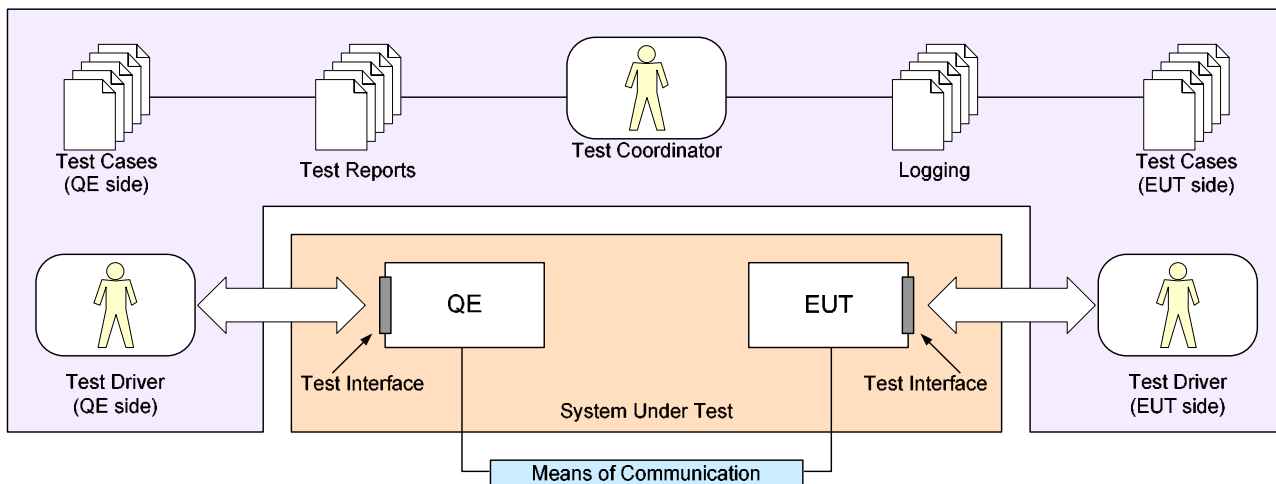 Test Cases
(QE side)
Test Reports
Test Coordinator
Logging
Test Cases
(EUT side)
QE
EUT
Test Interface
Test Interface
Test Driver
(QE side)
Test Driver
(EUT side)
System Under Test
Means of Communication